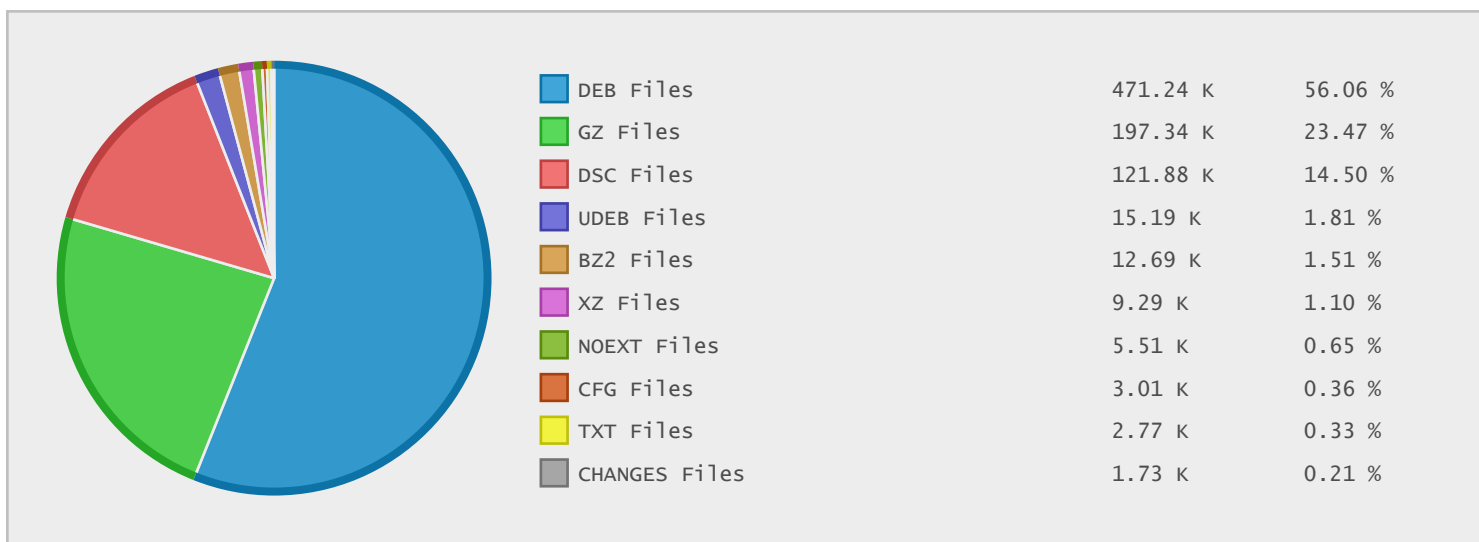 DEB Files 471.24 K 56.06 %
GZ Files 197.34 K 23.47 %
DSC Files 121.88 K 14.50 %
UDEB Files 15.19 K 1.81 %
BZ2 Files 12.69 K 1.51 %
XZ Files 9.29 K 1.10 %
NOEXT Files 5.51 K 0.65 %
CFG Files 3.01 K 0.36 %
TXT Files 2.77 K 0.33 %
CHANGES Files 1.73 K 0.21 %